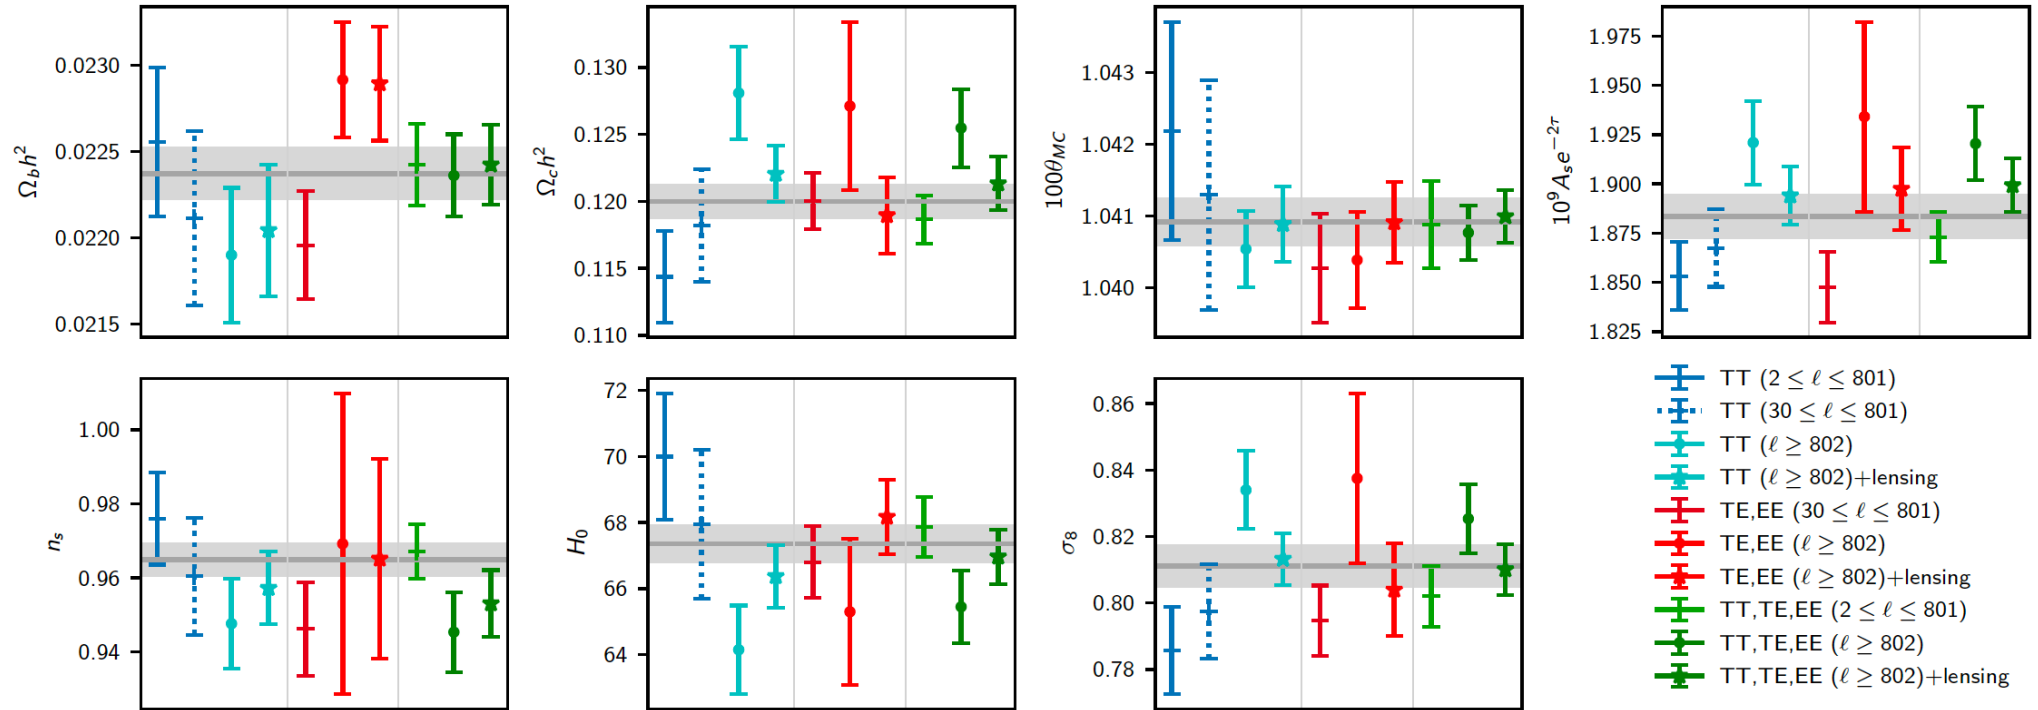 0.0230
0.0225
0.0220
0.0215
Ω_b h²
0.130
0.125
0.120
0.115
0.110
Ω_c h²
1.043
1.042
1.041
1.040
100θ_MC
1.975
1.950
1.925
1.900
1.875
1.850
1.825
10⁹ A_s e^{−2τ}
1.00
0.98
0.96
0.94
n_s
72
70
68
66
64
H_0
0.86
0.84
0.82
0.80
0.78
σ_8
TT (2 ≤ ℓ ≤ 801)
TT (30 ≤ ℓ ≤ 801)
TT (ℓ ≥ 802)
TT (ℓ ≥ 802)+lensing
TE,EE (30 ≤ ℓ ≤ 801)
TE,EE (ℓ ≥ 802)
TE,EE (ℓ ≥ 802)+lensing
TT,TE,EE (2 ≤ ℓ ≤ 801)
TT,TE,EE (ℓ ≥ 802)
TT,TE,EE (ℓ ≥ 802)+lensing